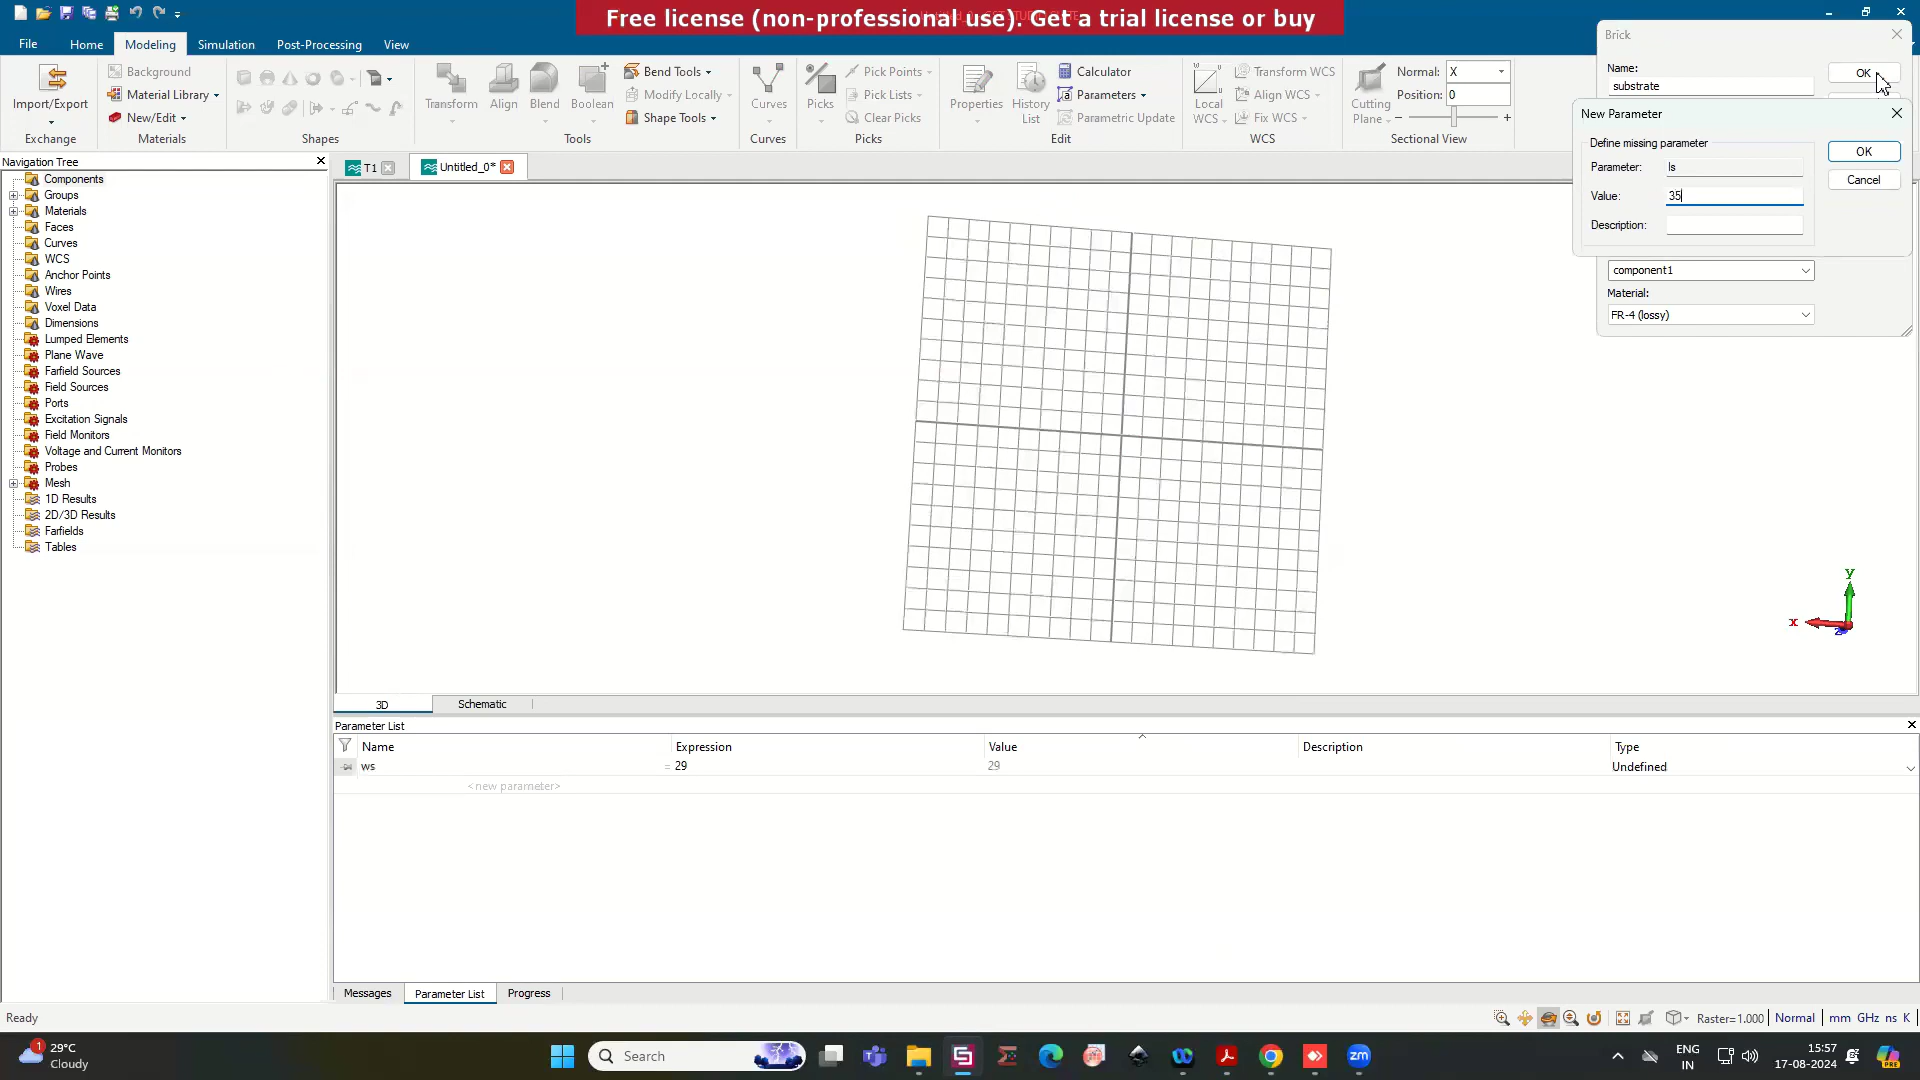 Free license (non-professional use). Get a trial license or buy
File
Home
Modeling
Simulation
Post-Processing
View
Import/Export
Exchange
Background
Material Library
New/Edit
Materials
Shapes
Transform
Align
Blend
Boolean
Bend Tools
Modify Locally
Shape Tools
Tools
Curves
Curves
Picks
Pick Points
Pick Lists
Clear Picks
Picks
Properties
History
List
Calculator
Parameters
Parametric Update
Edit
Local
WCS
Transform WCS
Align WCS
Fix WCS
WCS
Cutting
Plane
Normal: X
Position: 0
Sectional View
Brick
Name:
substrate
OK
New Parameter
Define missing parameter
Parameter: ls
Value: 35
Description:
OK
Cancel
component1
Material:
FR-4 (lossy)
Navigation Tree
Components
Groups
Materials
Faces
Curves
WCS
Anchor Points
Wires
Voxel Data
Dimensions
Lumped Elements
Plane Wave
Farfield Sources
Field Sources
Ports
Excitation Signals
Field Monitors
Voltage and Current Monitors
Probes
Mesh
1D Results
2D/3D Results
Farfields
Tables
T1
Untitled_0*
y
x
z
3D
Schematic
Parameter List
Name Expression Value Description Type
ws = 29 29 Undefined
<new parameter>
Messages
Parameter List
Progress
Ready
Raster=1.000
Normal
mm GHz ns K
1
29°C
Cloudy
Search
zm
ENG
IN
15:57
17-08-2024
PRE